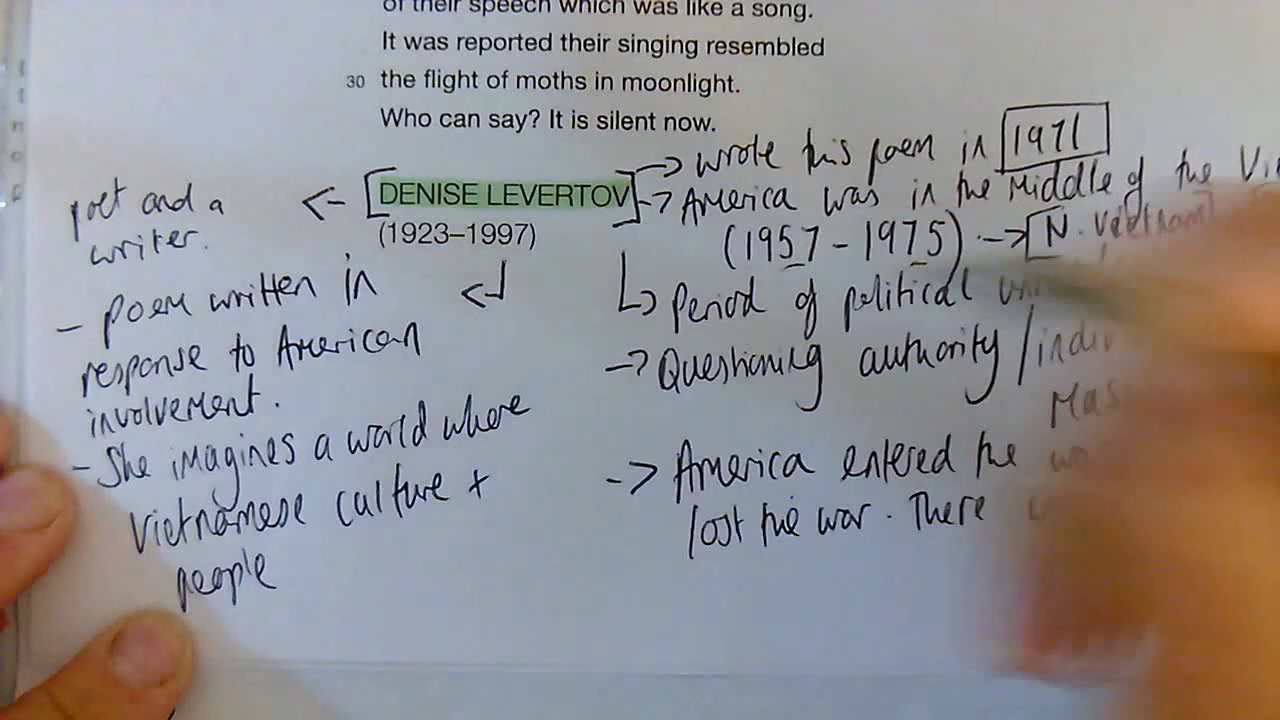 of their speech which was like a song.
It was reported their singing resembled
30 the flight of moths in moonlight.
Who can say? It is silent now.
DENISE LEVERTOV
(1923–1997)
<- poet and a
writer.
- poem written in
response to American
involvement.
- She imagines a world where
Vietnamese culture +
people
-> wrote this poem in 1971
-> America was in the Middle of the
(1957 - 1975) -> N. Vietnam
Period of political
-> Questioning authority /
-> America entered the
lost the war. There